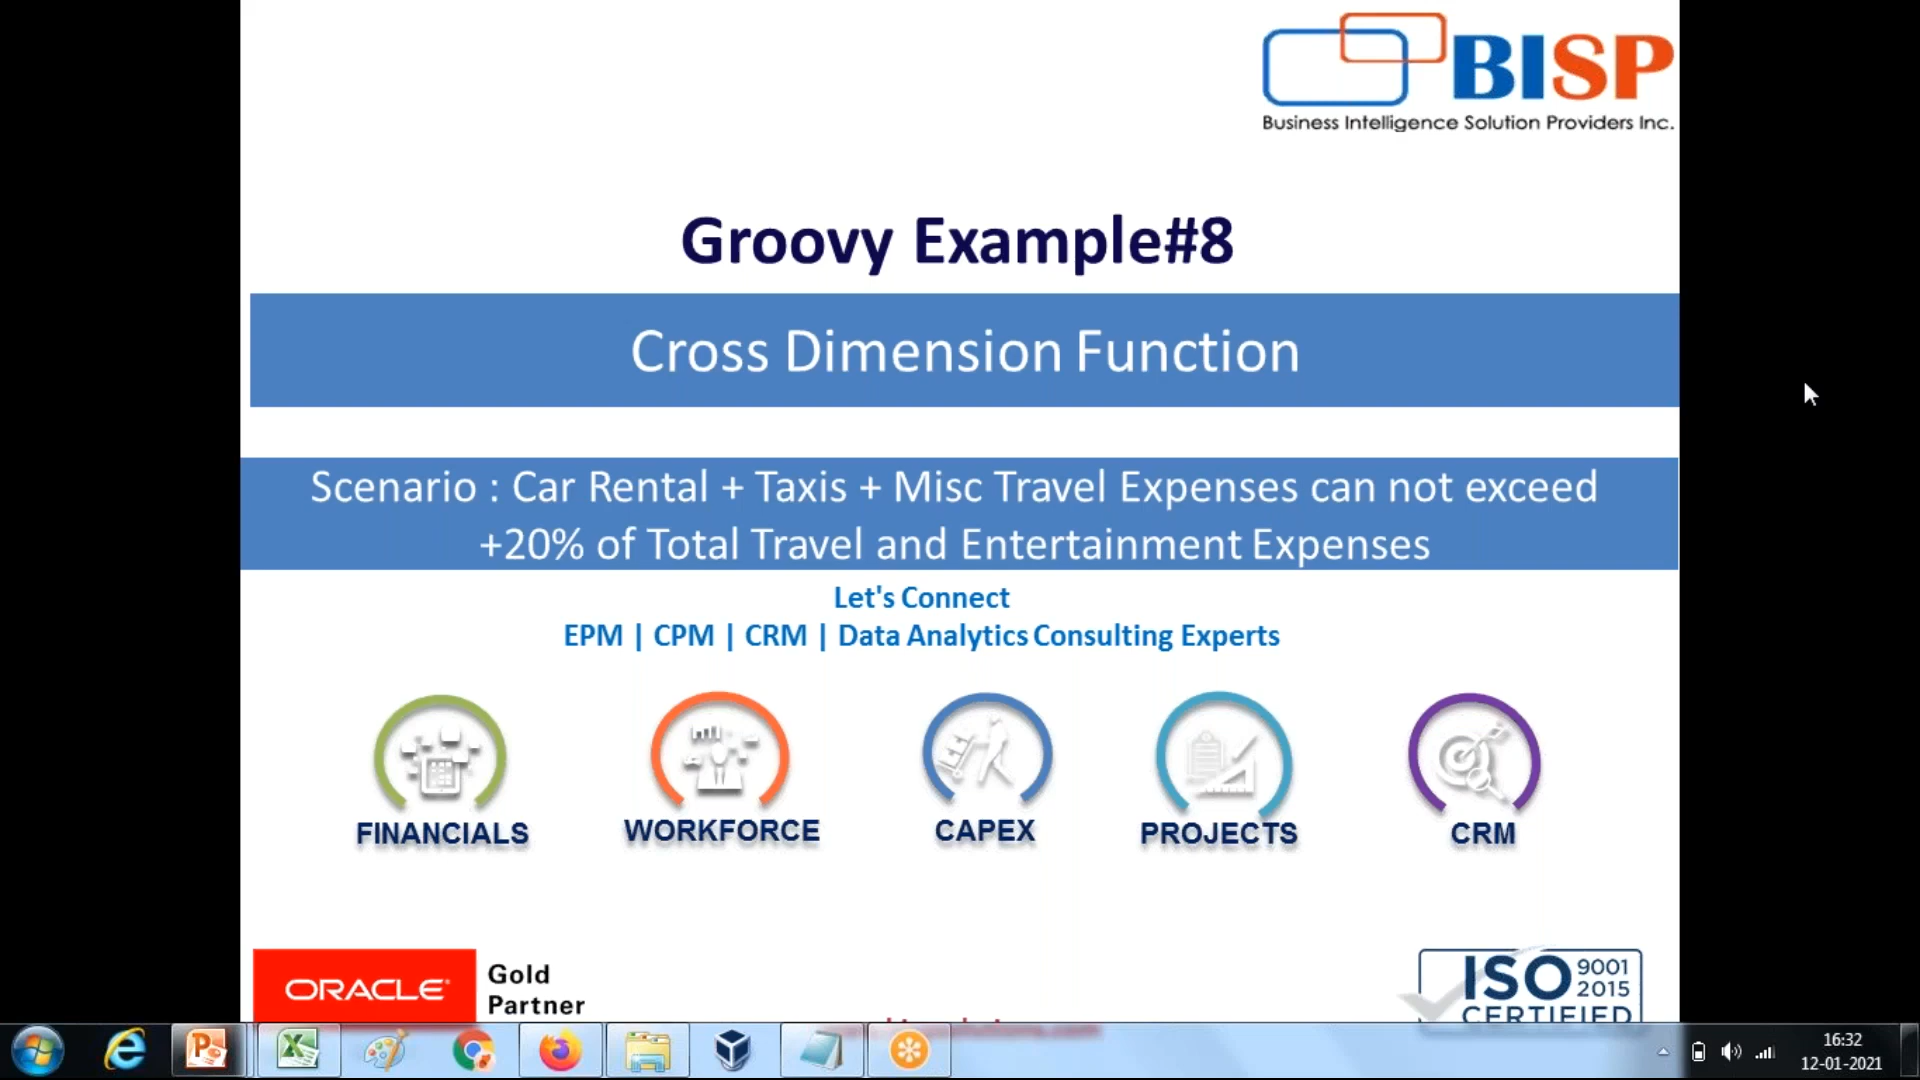 BISP
Business Intelligence Solution Providers Inc.
Groovy Example#8
Cross Dimension Function
Scenario : Car Rental + Taxis + Misc Travel Expenses can not exceed
+20% of Total Travel and Entertainment Expenses
Let's Connect
EPM | CPM | CRM | Data Analytics Consulting Experts
FINANCIALS
WORKFORCE
CAPEX
PROJECTS
CRM
ORACLE
Gold
Partner
ISO 9001
2015
CERTIFIED
16:32
12-01-2021